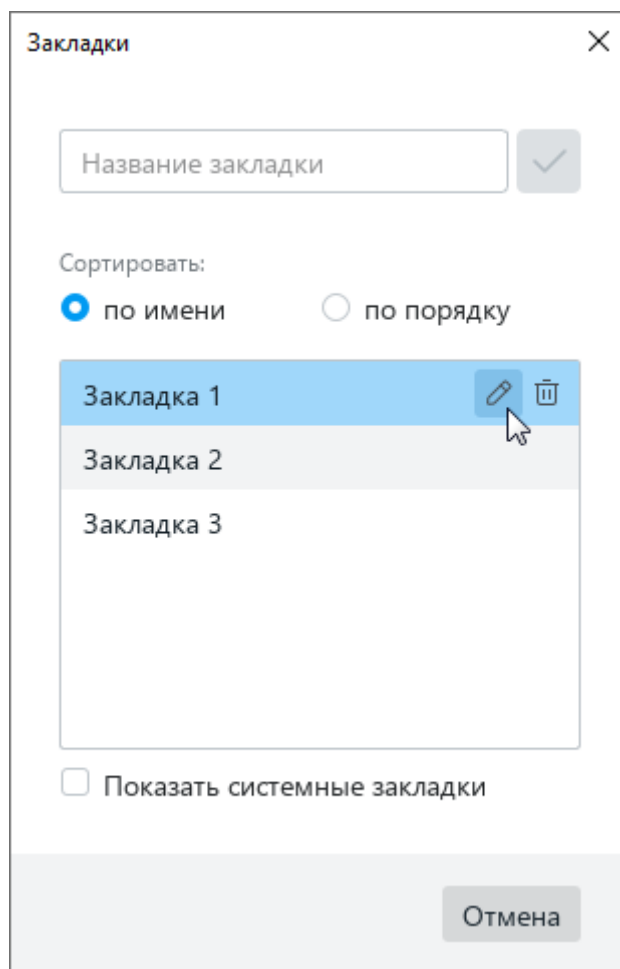 Закладки
Название закладки
Сортировать:
по имени по порядку
Закладка 1
Закладка 2
Закладка 3
Показать системные закладки
Отмена